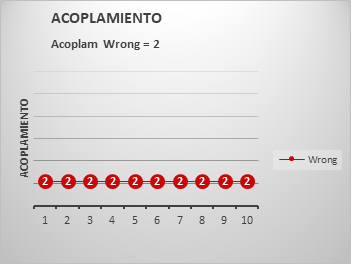 ACOPLAMIENTO
Acoplam Wrong = 2
ACOPLAMIENTO
2 2 2 2 2 2 2 2 2 2
1 2 3 4 5 6 7 8 9 10
Wrong